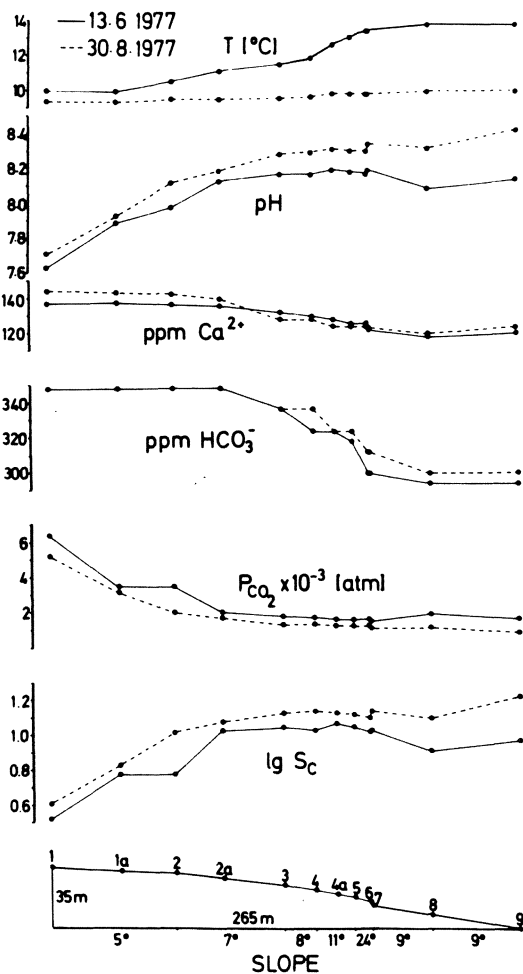 14
13·6 1977
30·8·1977
T [°C]
12
10
8.4
8.2
8.0
7.8
7.6
pH
140
120
ppm Ca²⁺
340
320
300
ppm HCO₃⁻
6
4
2
P_CO₂ x10⁻³ [atm]
1.2
1.0
0.8
0.6
lg S_C
1 1a 2 2a 3 4 4a 5 6 7 8 9
35m
265m
5° 7° 8° 11° 24° 9° 9°
SLOPE